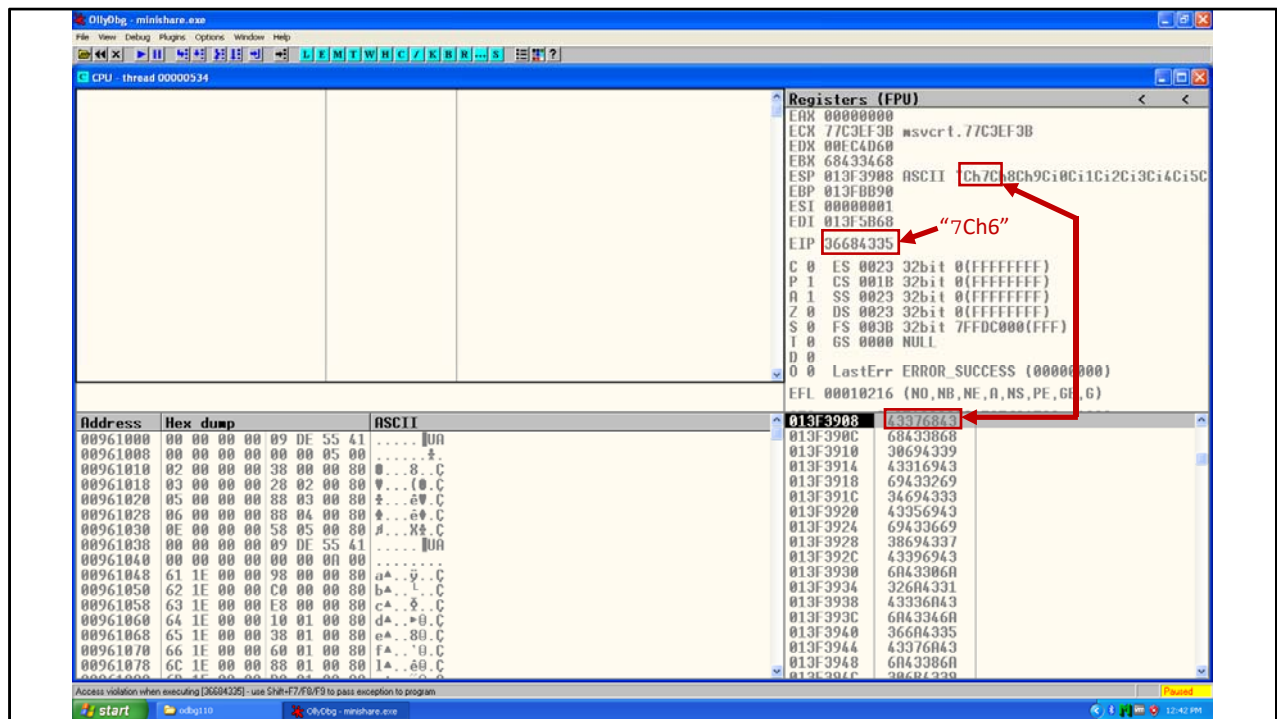 OllyDbg - minishare.exe
File View Debug Plugins Options Window Help
L E M T W H C / K B R ... S ?
CPU - thread 00000534
Registers (FPU) < <
EAX 00000000
ECX 77C3EF3B msvcrt.77C3EF3B
EDX 00EC4D60
EBX 68433468
ESP 013F3908 ASCII "Ch7Ch8Ch9Ci0Ci1Ci2Ci3Ci4Ci5C
EBP 013FBB90
ESI 00000001
EDI 013F5B68
"7Ch6"
EIP 36684335
C 0 ES 0023 32bit 0(FFFFFFFF)
P 1 CS 001B 32bit 0(FFFFFFFF)
A 1 SS 0023 32bit 0(FFFFFFFF)
Z 0 DS 0023 32bit 0(FFFFFFFF)
S 0 FS 003B 32bit 7FFDC000(FFF)
T 0 GS 0000 NULL
D 0
O 0 LastErr ERROR_SUCCESS (00000000)
EFL 00010216 (NO,NB,NE,A,NS,PE,GE,G)
Address Hex dump ASCII
00961000 00 00 00 00 09 DE 55 41
00961008 00 00 00 00 00 00 05 00
00961010 02 00 00 00 38 00 00 80
00961018 03 00 00 00 28 02 00 80
00961020 05 00 00 00 88 03 00 80
00961028 06 00 00 00 88 04 00 80
00961030 0E 00 00 00 58 05 00 80
00961038 00 00 00 00 09 DE 55 41
00961040 00 00 00 00 00 00 0A 00
00961048 61 1E 00 00 98 00 00 80
00961050 62 1E 00 00 C0 00 00 80
00961058 63 1E 00 00 E8 00 00 80
00961060 64 1E 00 00 10 01 00 80
00961068 65 1E 00 00 38 01 00 80
00961070 66 1E 00 00 60 01 00 80
00961078 6C 1E 00 00 88 01 00 80
013F3908 43376843
013F390C 68433868
013F3910 30694339
013F3914 43316943
013F3918 69433269
013F391C 34694333
013F3920 43356943
013F3924 69433669
013F3928 38694337
013F392C 43396943
013F3930 6A43306A
013F3934 326A4331
013F3938 43336A43
013F393C 6A43346A
013F3940 366A4335
013F3944 43376A43
013F3948 6A43386A
013F394C 306B4339
Access violation when executing [36684335] - use Shift+F7/F8/F9 to pass exception to program
Paused
start
odbg110
OllyDbg - minishare.exe
12:42 PM